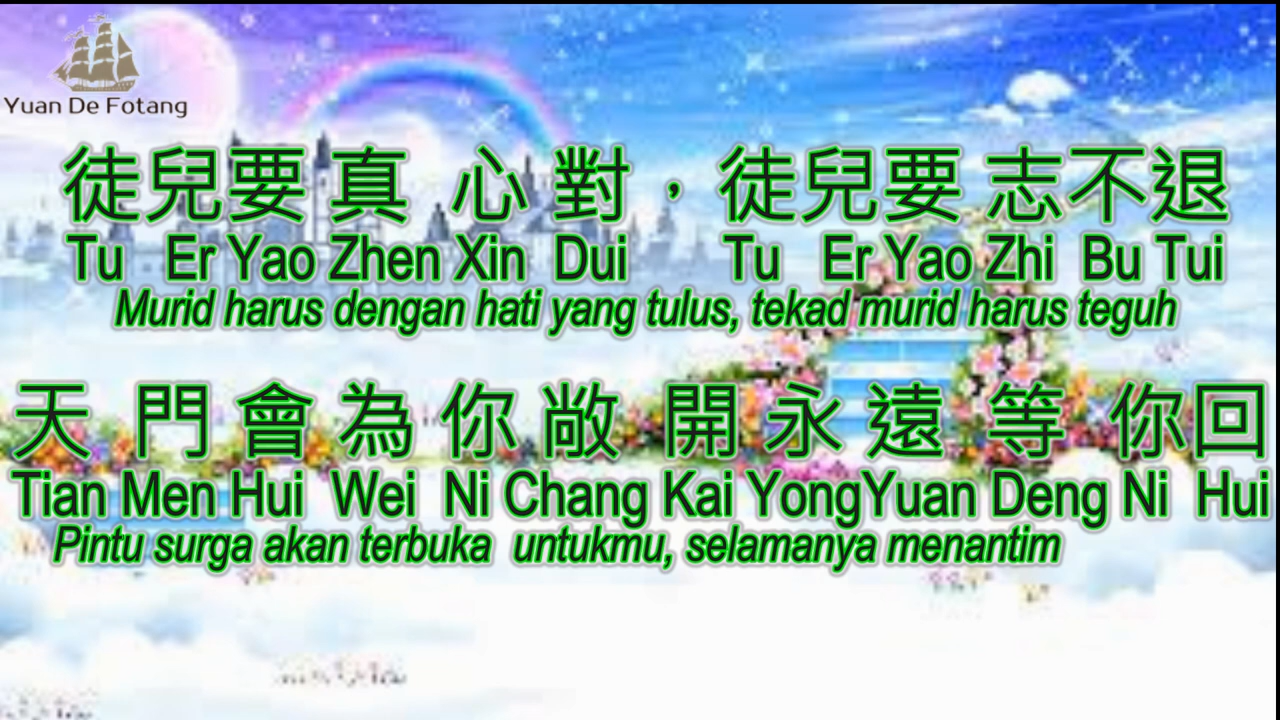 Yuan De Fotang
徒兒要真心對，徒兒要志不退
Tu Er Yao Zhen Xin Dui Tu Er Yao Zhi Bu Tui
Murid harus dengan hati yang tulus, tekad murid harus teguh
天門會為你敞開永遠等你回
Tian Men Hui Wei Ni Chang Kai YongYuan Deng Ni Hui
Pintu surga akan terbuka untukmu, selamanya menantim